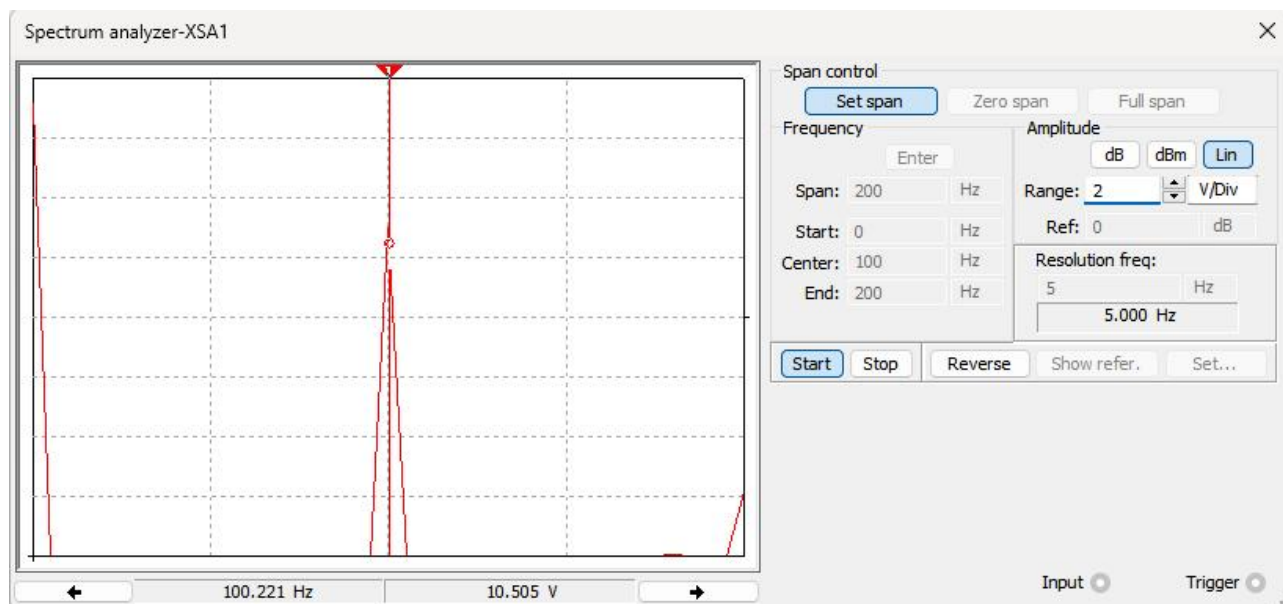 Spectrum analyzer-XSA1
1
Span control
Set span Zero span Full span
Frequency
Enter
Span: 200 Hz
Start: 0 Hz
Center: 100 Hz
End: 200 Hz
Amplitude
dB dBm Lin
Range: 2 V/Div
Ref: 0 dB
Resolution freq:
5 Hz
5.000 Hz
Start Stop Reverse Show refer. Set...
100.221 Hz 10.505 V
Input Trigger